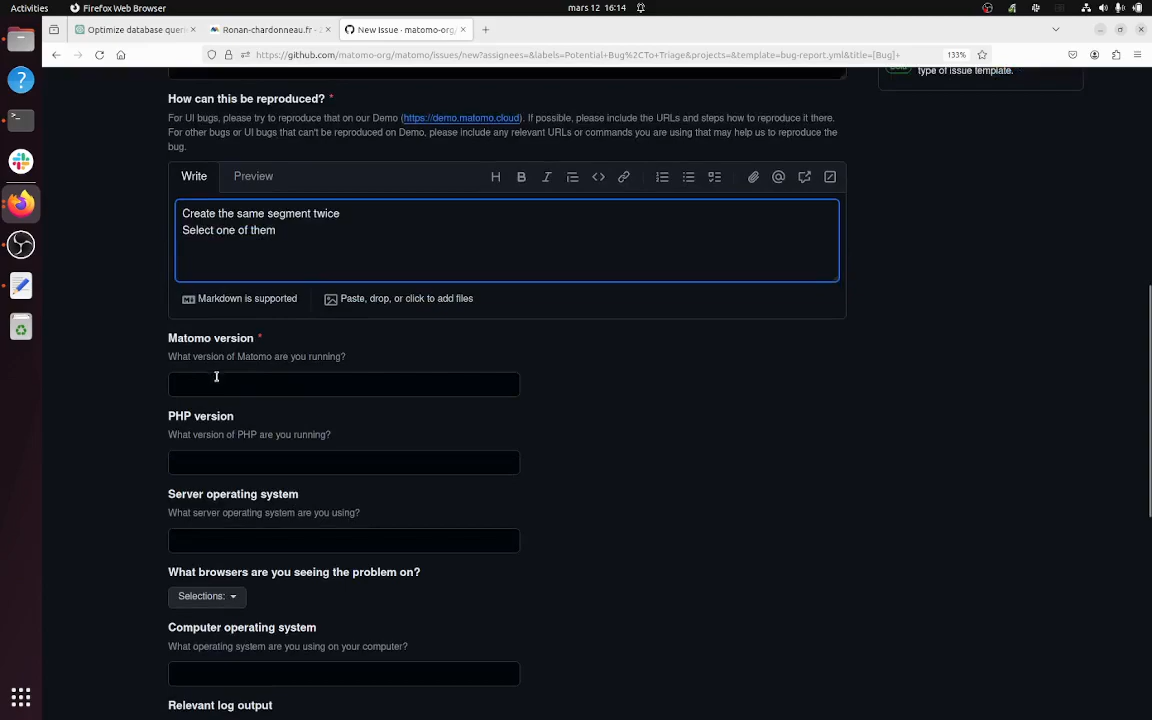 Activities
Firefox Web Browser
mars 12 16:14
Optimize database quer
Ronan-chardonneau.fr - 2
New Issue · matomo-org
https://github.com/matomo-org/matomo/issues/new?assignees=&labels=Potential+Bug%2CTo+Triage&projects=&template=bug-report.yml&title=[Bug]+
133%
type of issue template.
How can this be reproduced? *
For UI bugs, please try to reproduce that on our Demo (https://demo.matomo.cloud). If possible, please include the URLs and steps how to reproduce it there.
For other bugs or UI bugs that can't be reproduced on Demo, please include any relevant URLs or commands you are using that may help us to reproduce the
bug.
Write
Preview
Create the same segment twice
Select one of them
Markdown is supported
Paste, drop, or click to add files
Matomo version *
What version of Matomo are you running?
PHP version
What version of PHP are you running?
Server operating system
What server operating system are you using?
What browsers are you seeing the problem on?
Selections:
Computer operating system
What operating system are you using on your computer?
Relevant log output